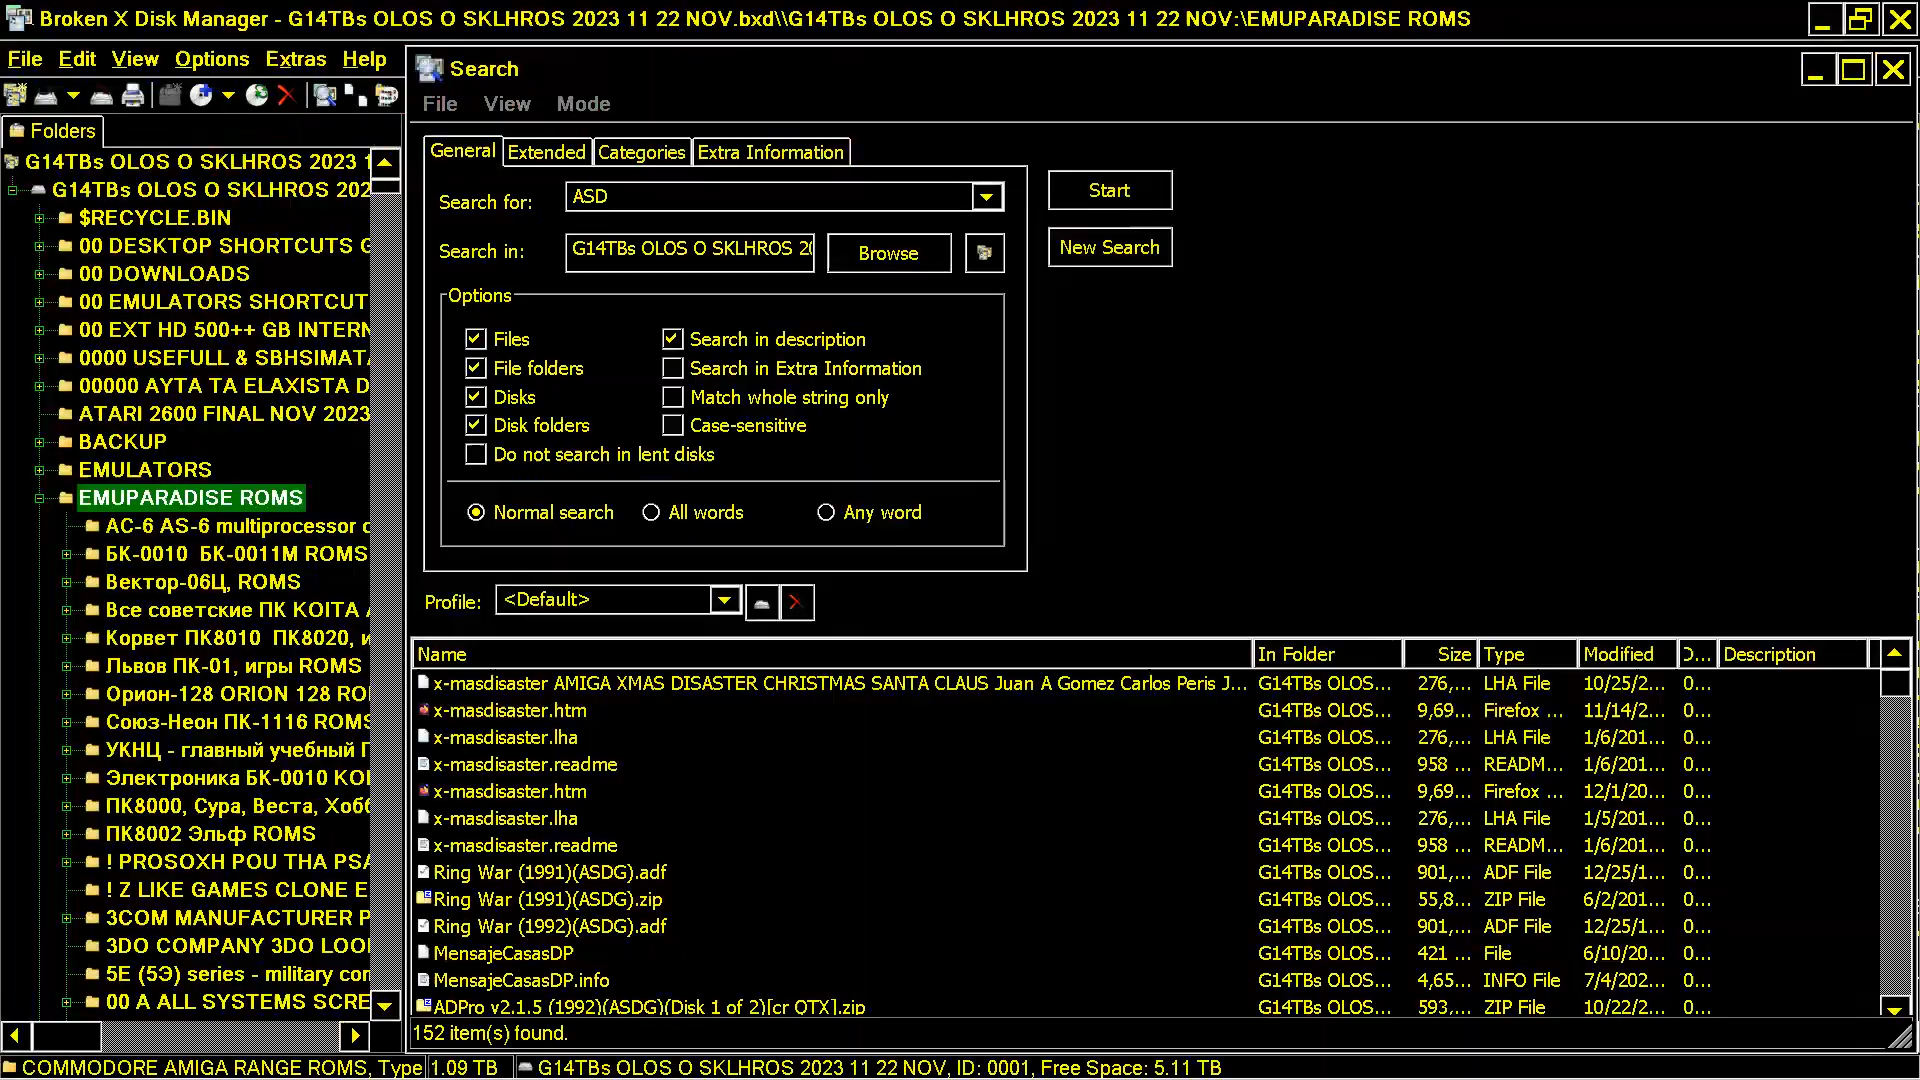 Broken X Disk Manager - G14TBs OLOS O SKLHROS 2023 11 22 NOV.bxd\\G14TBs OLOS O SKLHROS 2023 11 22 NOV:\EMUPARADISE ROMS
File Edit View Options Extras Help
Folders
G14TBs OLOS O SKLHROS 2023 1
G14TBs OLOS O SKLHROS 202
$RECYCLE.BIN
00 DESKTOP SHORTCUTS G
00 DOWNLOADS
00 EMULATORS SHORTCUT
00 EXT HD 500++ GB INTERN
0000 USEFULL & SBHSIMATA
00000 AYTA TA ELAXISTA D
ATARI 2600 FINAL NOV 2023
BACKUP
EMULATORS
EMUPARADISE ROMS
АС-6 AS-6 multiprocessor c
БК-0010  БК-0011М ROMS
Вектор-06Ц, ROMS
Все советские ПК KOITA A
Корвет ПК8010  ПК8020, и
Львов ПК-01, игры ROMS
Орион-128 ORION 128 RO
Союз-Неон ПК-1116 ROMS
УКНЦ - главный учебный П
Электроника БК-0010 KOI
ПК8000, Сура, Веста, Хобб
ПК8002 Эльф ROMS
! PROSOXH POU THA PSA
! Z LIKE GAMES CLONE E
3COM MANUFACTURER P
3DO COMPANY 3DO LOOI
5E (5Э) series - military cor
00 A ALL SYSTEMS SCRE
Search
File View Mode
General Extended Categories Extra Information
Search for: ASD
Start
Search in: G14TBs OLOS O SKLHROS 20 Browse
New Search
Options
Files
Search in description
File folders
Search in Extra Information
Disks
Match whole string only
Disk folders
Case-sensitive
Do not search in lent disks
Normal search All words Any word
Profile: <Default>
Name In Folder Size Type Modified D... Description
x-masdisaster AMIGA XMAS DISASTER CHRISTMAS SANTA CLAUS Juan A Gomez Carlos Peris J... G14TBs OLOS... 276,... LHA File 10/25/2... 0...
x-masdisaster.htm G14TBs OLOS... 9,69... Firefox ... 11/14/2... 0...
x-masdisaster.lha G14TBs OLOS... 276,... LHA File 1/6/201... 0...
x-masdisaster.readme G14TBs OLOS... 958 ... READM... 1/6/201... 0...
x-masdisaster.htm G14TBs OLOS... 9,69... Firefox ... 12/1/20... 0...
x-masdisaster.lha G14TBs OLOS... 276,... LHA File 1/5/201... 0...
x-masdisaster.readme G14TBs OLOS... 958 ... READM... 1/6/201... 0...
Ring War (1991)(ASDG).adf G14TBs OLOS... 901,... ADF File 12/25/1... 0...
Ring War (1991)(ASDG).zip G14TBs OLOS... 55,8... ZIP File 6/2/201... 0...
Ring War (1992)(ASDG).adf G14TBs OLOS... 901,... ADF File 12/25/1... 0...
MensajeCasasDP G14TBs OLOS... 421 ... File 6/10/20... 0...
MensajeCasasDP.info G14TBs OLOS... 4,65... INFO File 7/4/202... 0...
ADPro v2.1.5 (1992)(ASDG)(Disk 1 of 2)[cr QTX].zip G14TBs OLOS... 593,... ZIP File 10/22/2... 0...
152 item(s) found.
COMMODORE AMIGA RANGE ROMS, Type 1.09 TB G14TBs OLOS O SKLHROS 2023 11 22 NOV, ID: 0001, Free Space: 5.11 TB